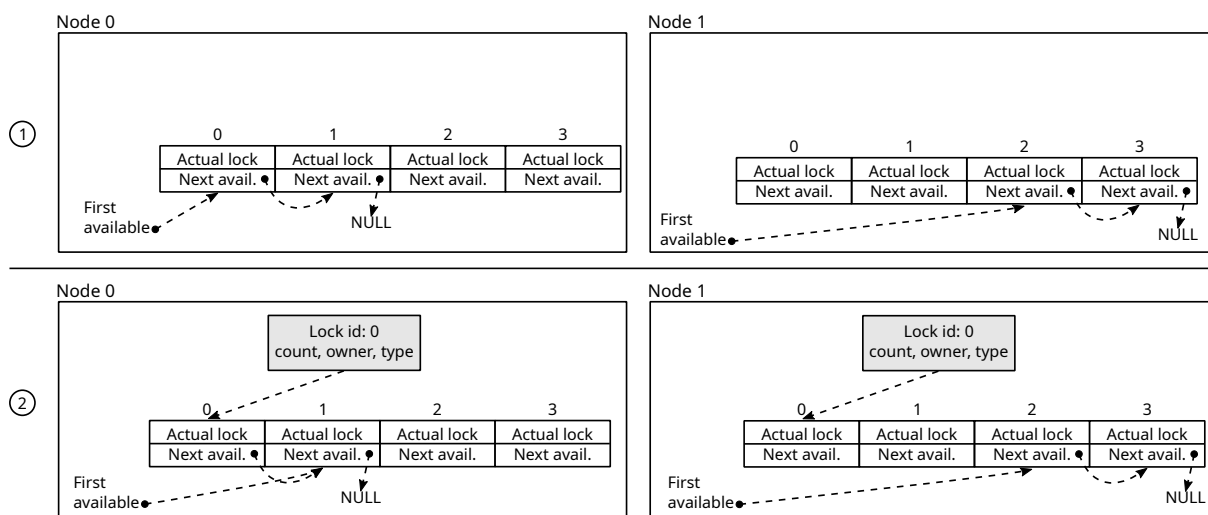 Node 0
Node 1
1
0 1 2 3
Actual lock Actual lock Actual lock Actual lock
Next avail. Next avail. Next avail. Next avail.
First
available
NULL
0 1 2 3
Actual lock Actual lock Actual lock Actual lock
Next avail. Next avail. Next avail. Next avail.
First
available
NULL
Node 0
Node 1
2
Lock id: 0
count, owner, type
0 1 2 3
Actual lock Actual lock Actual lock Actual lock
Next avail. Next avail. Next avail. Next avail.
First
available
NULL
Lock id: 0
count, owner, type
0 1 2 3
Actual lock Actual lock Actual lock Actual lock
Next avail. Next avail. Next avail. Next avail.
First
available
NULL